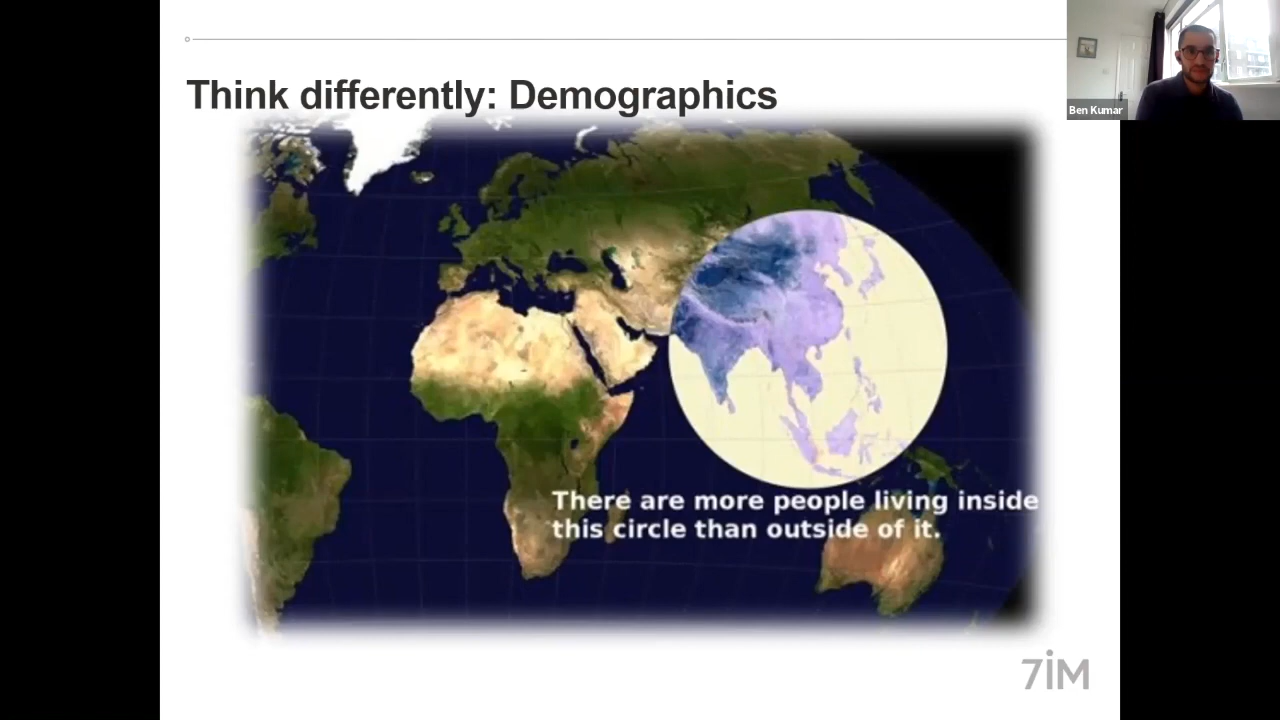 Think differently: Demographics
Ben Kumar
There are more people living inside
this circle than outside of it.
7iM